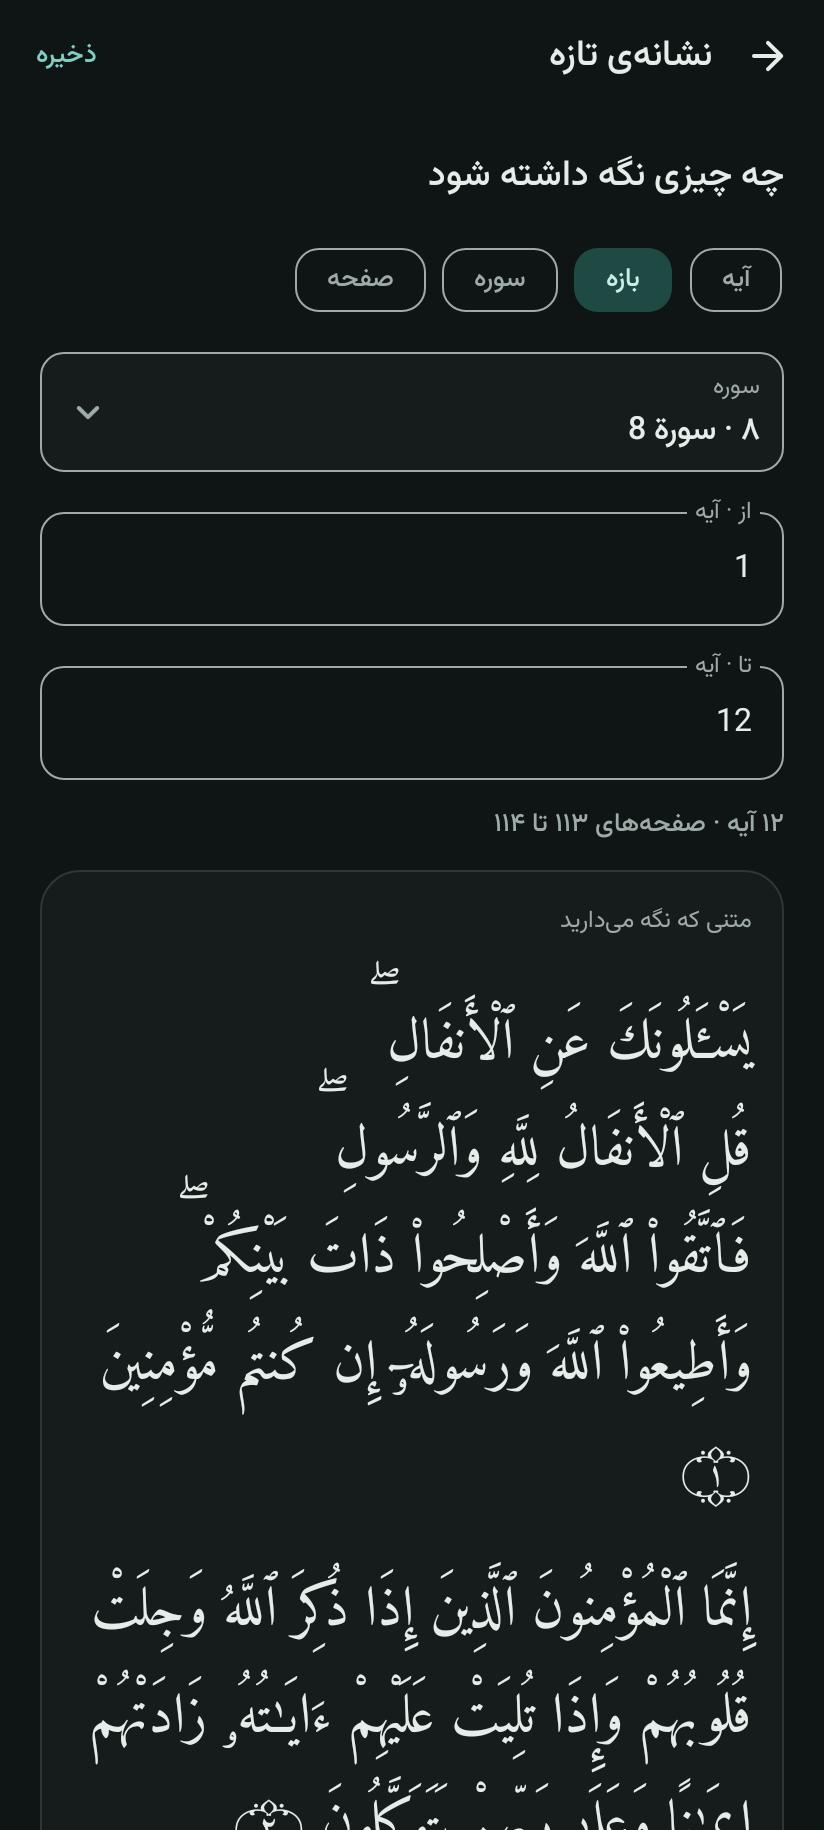 نشانه‌ی تازه
ذخیره
چه چیزی نگه داشته شود
آیه
بازه
سوره
صفحه
سوره
۸ · سورة 8
از · آیه
1
تا · آیه
12
۱۲ آیه · صفحه‌های ۱۱۳ تا ۱۱۴
متنی که نگه می‌دارید
يَسْـَٔلُونَكَ عَنِ ٱلْأَنفَالِ ۖ
قُلِ ٱلْأَنفَالُ لِلَّهِ وَٱلرَّسُولِ ۖ
فَٱتَّقُوا۟ ٱللَّهَ وَأَصْلِحُوا۟ ذَاتَ بَيْنِكُمْ ۖ
وَأَطِيعُوا۟ ٱللَّهَ وَرَسُولَهُۥٓ إِن كُنتُم مُّؤْمِنِينَ
١
إِنَّمَا ٱلْمُؤْمِنُونَ ٱلَّذِينَ إِذَا ذُكِرَ ٱللَّهُ وَجِلَتْ
قُلُوبُهُمْ وَإِذَا تُلِيَتْ عَلَيْهِمْ ءَايَـٰتُهُۥ زَادَتْهُمْ
إِيمَـٰنًا وَعَلَىٰ رَبِّهِمْ يَتَوَكَّلُونَ ٢